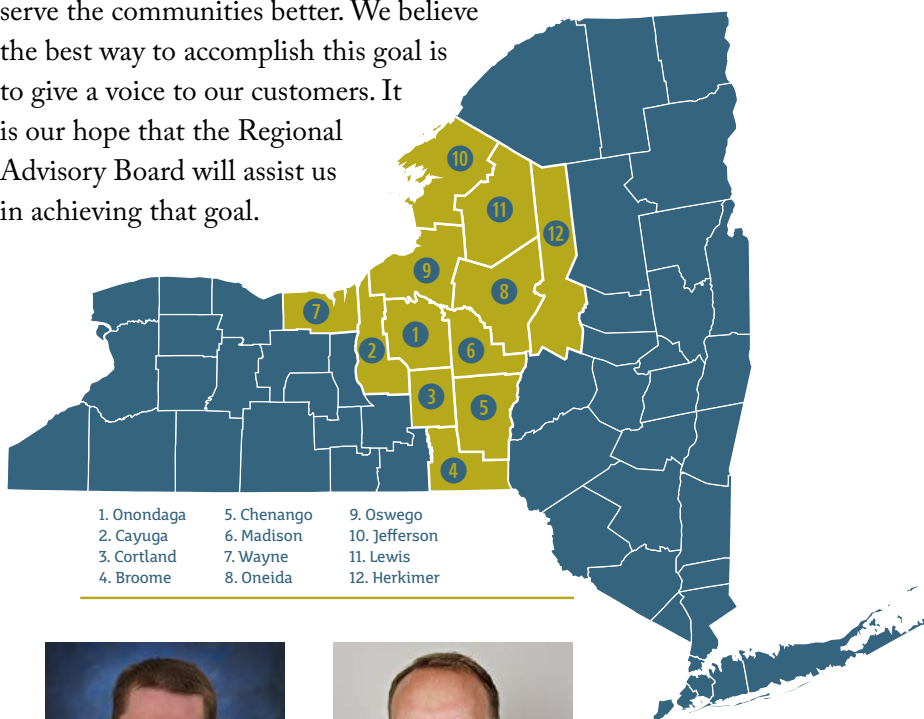 serve the communities better. We believe
the best way to accomplish this goal is
to give a voice to our customers. It
is our hope that the Regional
Advisory Board will assist us
in achieving that goal.
10
11
12
9
8
7
1
2
6
3
5
4
1. Onondaga
2. Cayuga
3. Cortland
4. Broome
5. Chenango
6. Madison
7. Wayne
8. Oneida
9. Oswego
10. Jefferson
11. Lewis
12. Herkimer